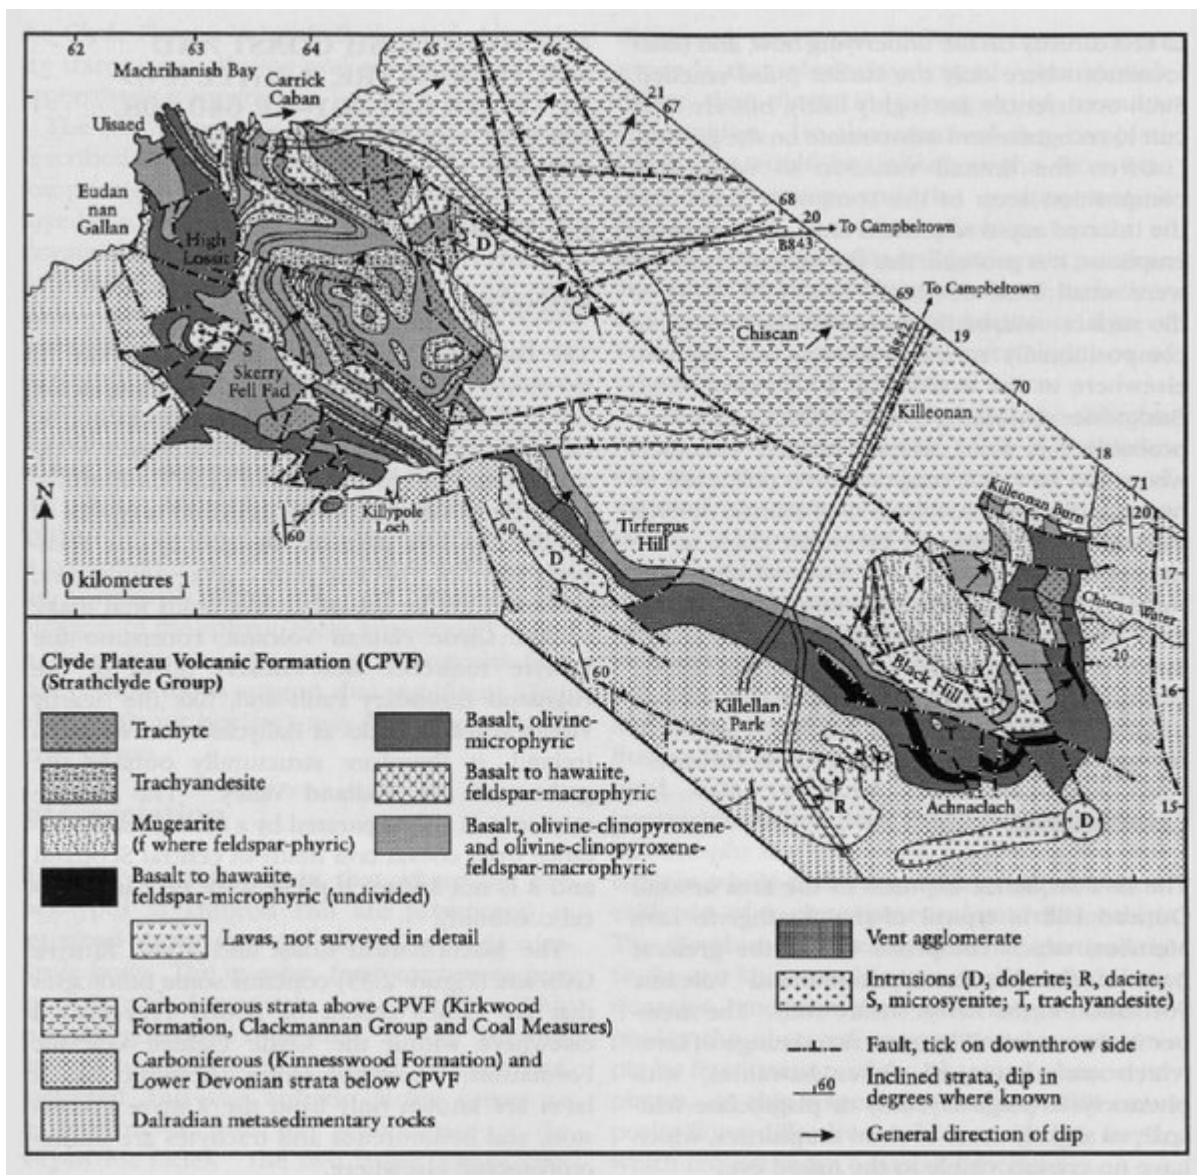 62
63
64
65
66
Machrihanish Bay
Carrick
Caban
21
67
Uisaed
Eudan
nan
Gallan
High
Lossit
D
68
20
B843
To Campbeltown
69
To Campbeltown
19
Chiscan
S
Skerry
Fell Fad
70
Killeonan
18
71
N
60
Killypole
Loch
40
Tirfergus
Hill
D
Killeonan Burn
20
17
f
Chiscan Water
0 kilometres 1
20
60
Black Hill
16
Killellan
Park
T
T
R
Achnaclach
15
D
Clyde Plateau Volcanic Formation (CPVF)
(Strathclyde Group)
Trachyte
Trachyandesite
Mugearite
(f where feldspar-phyric)
Basalt to hawaiite,
feldspar-microphyric (undivided)
Basalt, olivine-
microphyric
Basalt to hawaiite,
feldspar-macrophyric
Basalt, olivine-clinopyroxene-
and olivine-clinopyroxene-
feldspar-macrophyric
Lavas, not surveyed in detail
Carboniferous strata above CPVF (Kirkwood
Formation, Clackmannan Group and Coal Measures)
Carboniferous (Kinnesswood Formation) and
Lower Devonian strata below CPVF
Dalradian metasedimentary rocks
Vent agglomerate
Intrusions (D, dolerite; R, dacite;
S, microsyenite; T, trachyandesite)
Fault, tick on downthrow side
60
Inclined strata, dip in
degrees where known
General direction of dip